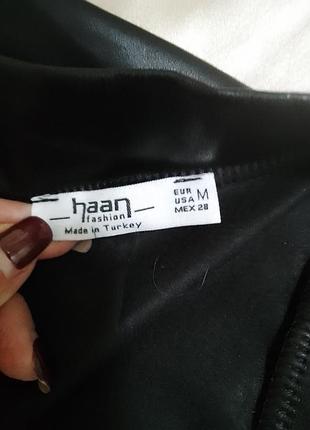 haan
fashion
Made in Turkey
EUR
USA M
MEX 28